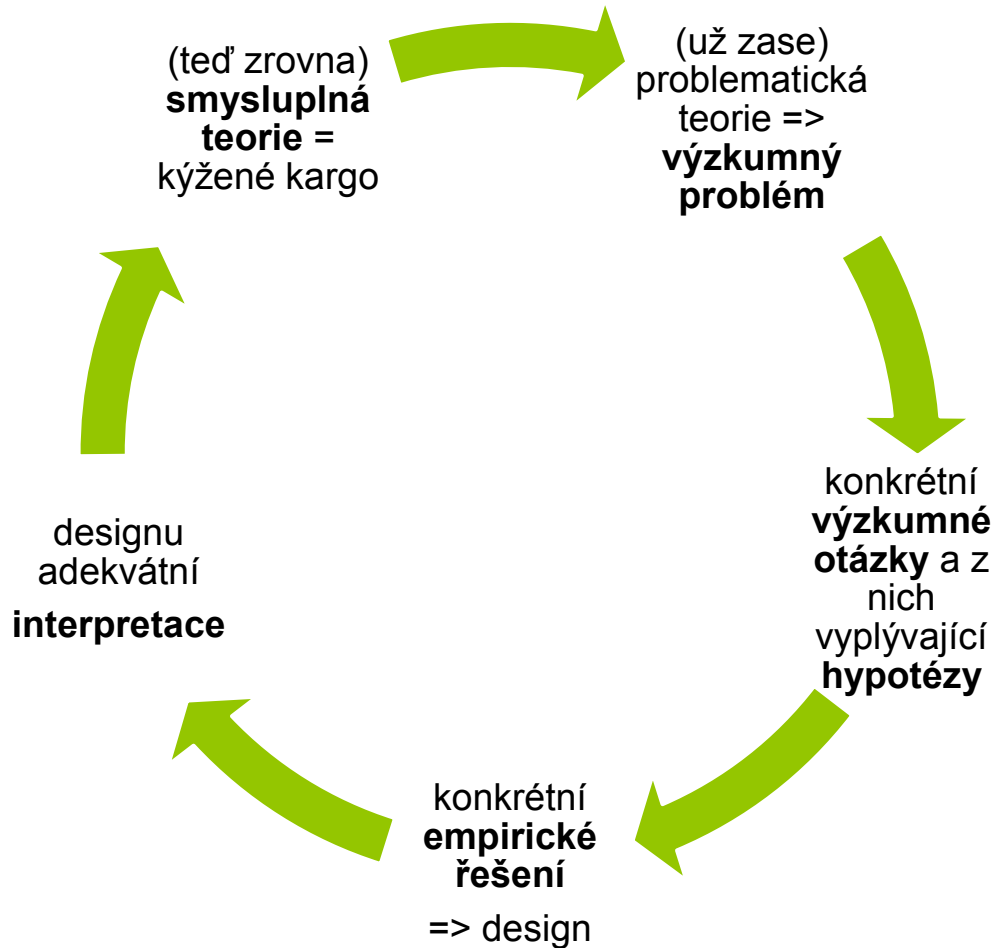 (teď zrovna)
smysluplná
teorie =
kýžené kargo
(už zase)
problematická
teorie =>
výzkumný
problém
konkrétní
výzkumné
otázky a z
nich
vyplývající
hypotézy
konkrétní
empirické
řešení
=> design
designu
adekvátní
interpretace